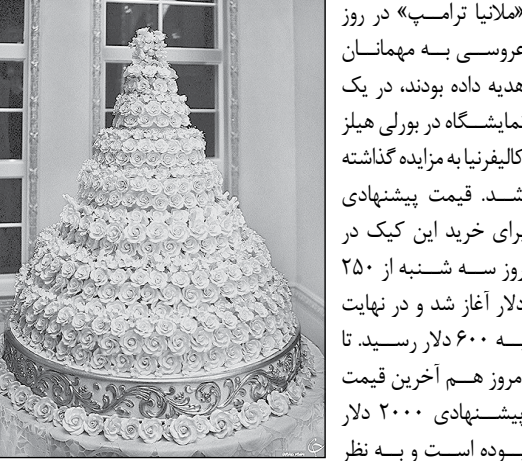 «ملانیا ترامپ» در روز
عروسی به مهمانان
هدیه داده بودند، در یک
نمایشگاه در بورلی هیلز
کالیفرنیا به مزایده گذاشته
شد. قیمت پیشنهادی
برای خرید این کیک در
روز سه شنبه از ۲۵۰
دلار آغاز شد و در نهایت
به ۶۰۰ دلار رسید. تا
امروز هم آخرین قیمت
پیشنهادی ۲۰۰۰ دلار
بوده است و به نظر